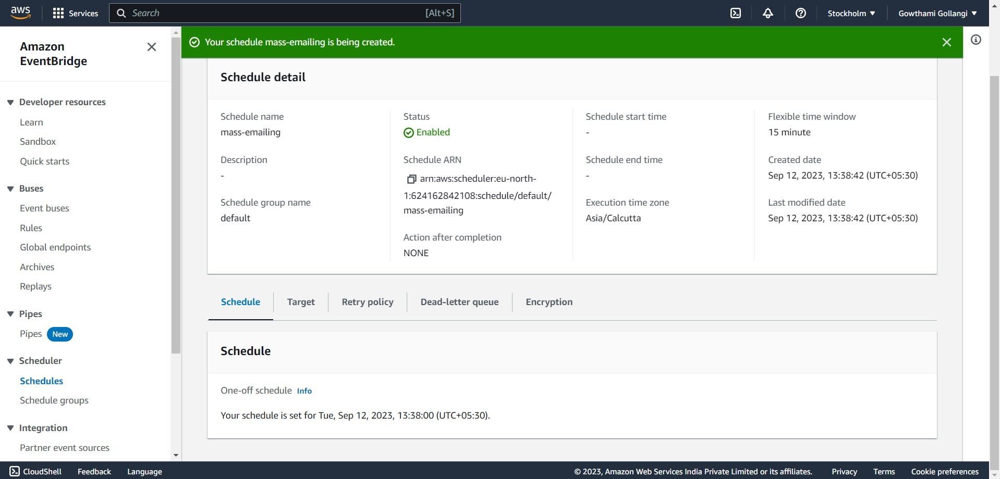 aws
Services
Search
[Alt+S]
Stockholm
Gowthami Gollangi
Amazon
EventBridge
Developer resources
Learn
Sandbox
Quick starts
Buses
Event buses
Rules
Global endpoints
Archives
Replays
Pipes
Pipes New
Scheduler
Schedules
Schedule groups
Integration
Partner event sources
Your schedule mass-emailing is being created.
Schedule detail
Schedule name
mass-emailing
Description
-
Schedule group name
default
Status
Enabled
Schedule ARN
arn:aws:scheduler:eu-north-
1:624162842108:schedule/default/
mass-emailing
Action after completion
NONE
Schedule start time
-
Schedule end time
-
Execution time zone
Asia/Calcutta
Flexible time window
15 minute
Created date
Sep 12, 2023, 13:38:42 (UTC+05:30)
Last modified date
Sep 12, 2023, 13:38:42 (UTC+05:30)
Schedule
Target
Retry policy
Dead-letter queue
Encryption
Schedule
One-off schedule Info
Your schedule is set for Tue, Sep 12, 2023, 13:38:00 (UTC+05:30).
CloudShell
Feedback
Language
© 2023, Amazon Web Services India Private Limited or its affiliates.
Privacy
Terms
Cookie preferences